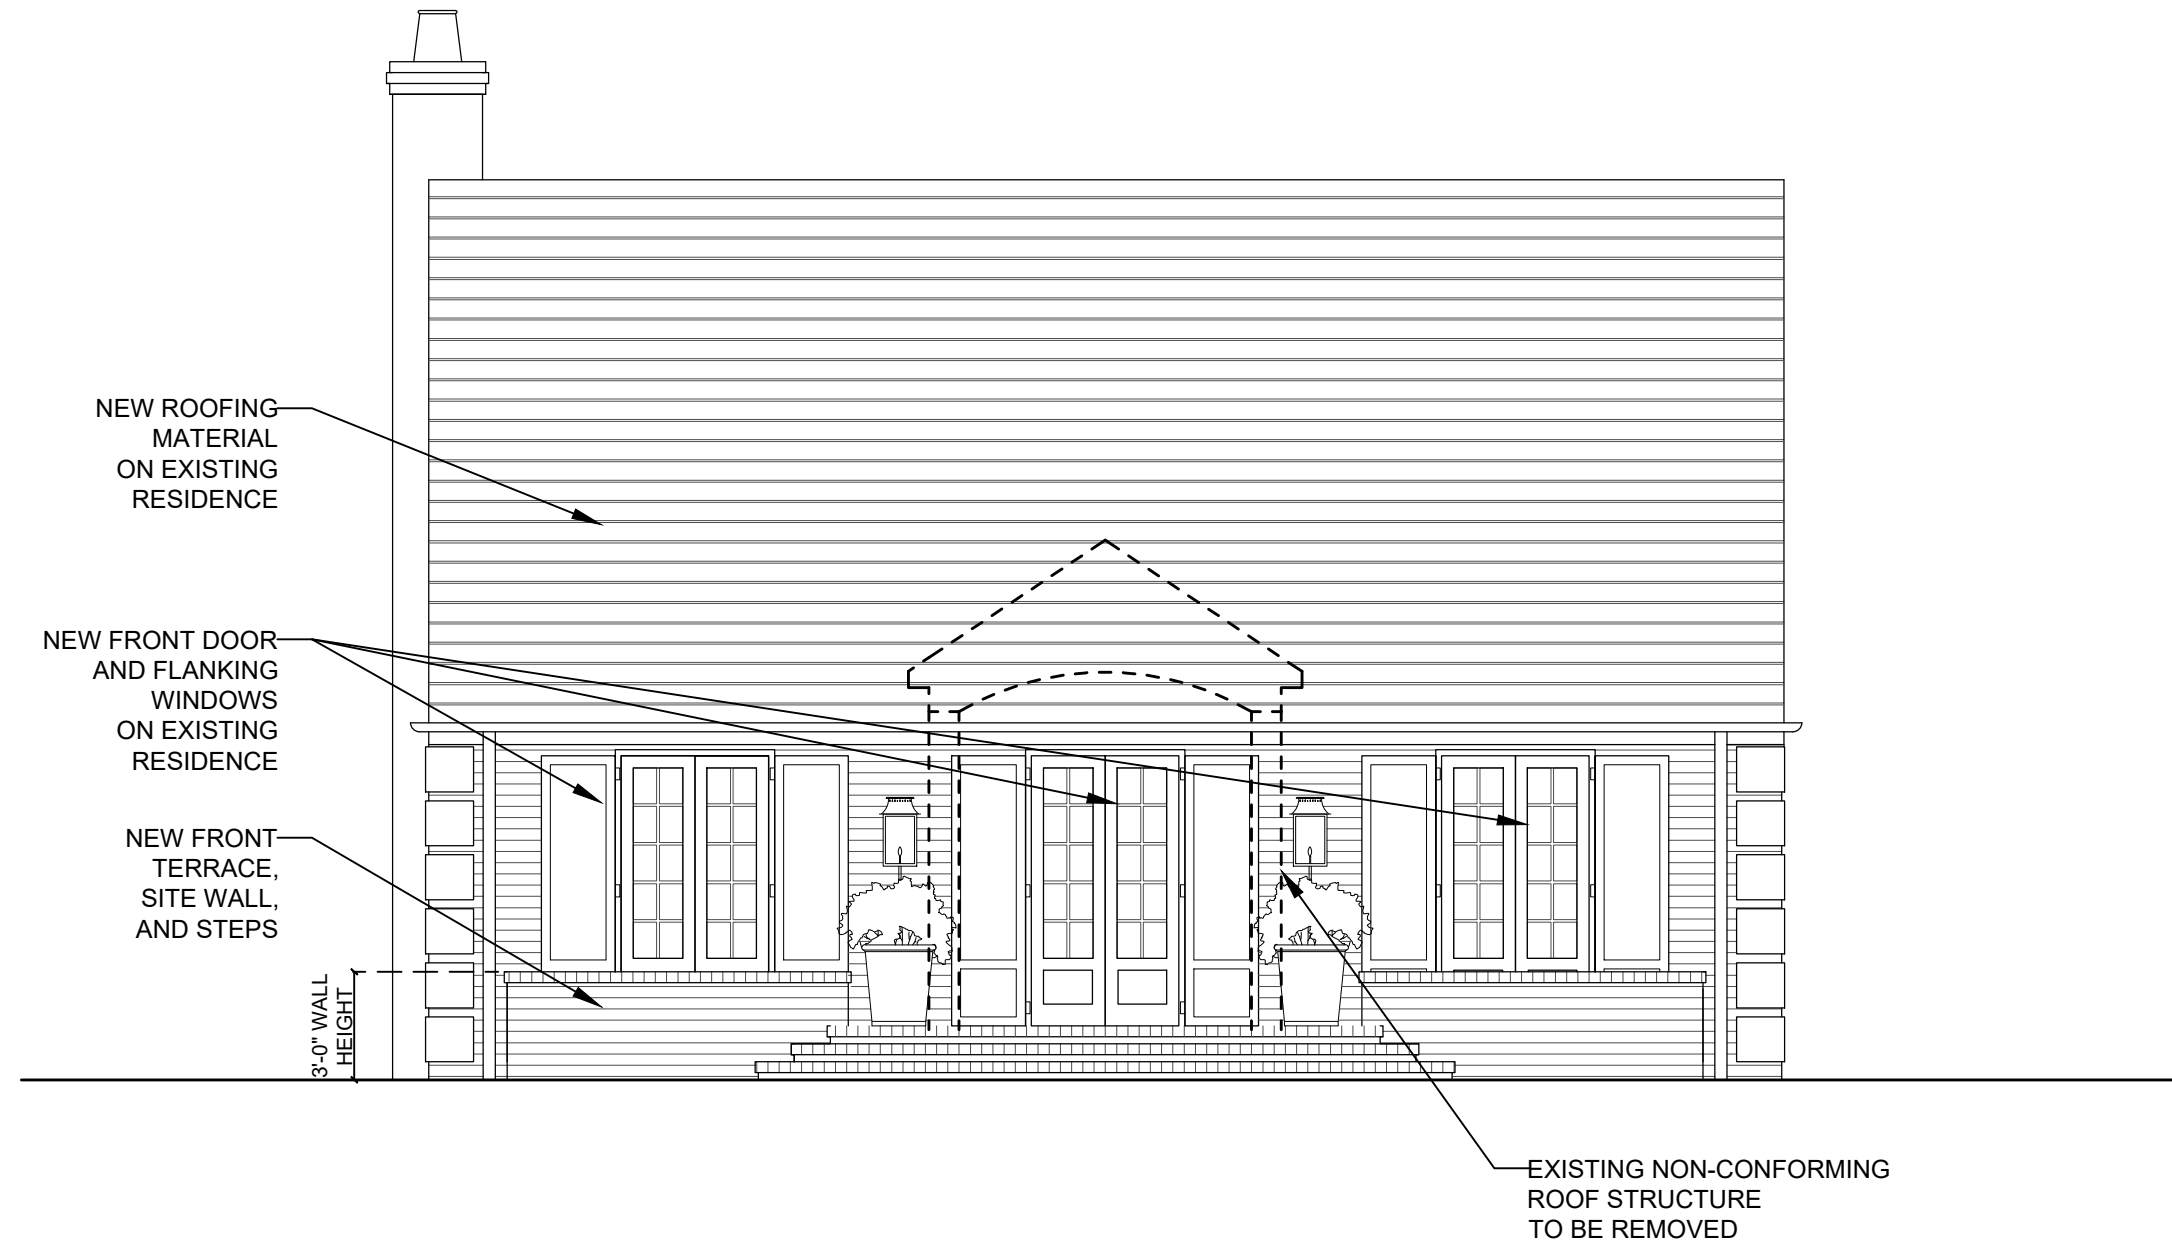 NEW ROOFING
MATERIAL
ON EXISTING
RESIDENCE
NEW FRONT DOOR
AND FLANKING
WINDOWS
ON EXISTING
RESIDENCE
NEW FRONT
TERRACE,
SITE WALL,
AND STEPS
3'-0" WALL
HEIGHT
EXISTING NON-CONFORMING
ROOF STRUCTURE
TO BE REMOVED